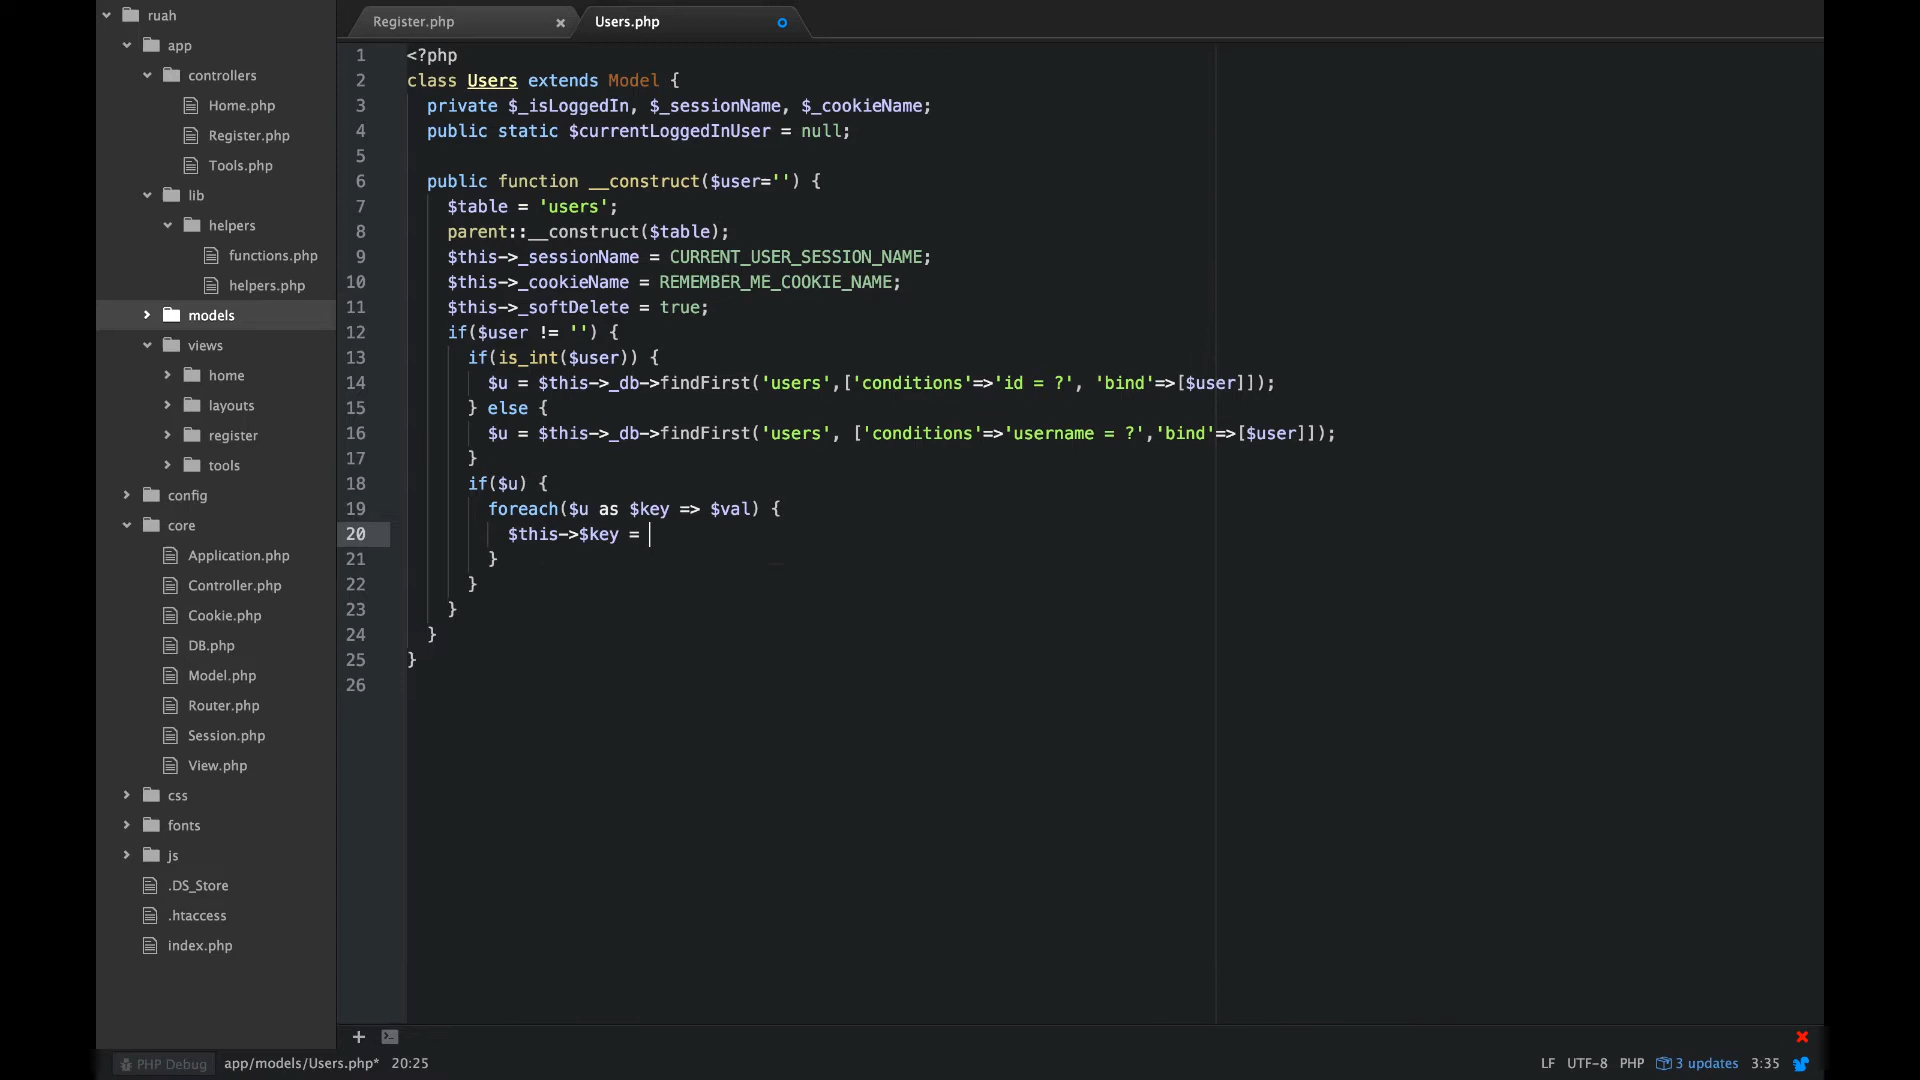 ruah
app
controllers
Home.php
Register.php
Tools.php
lib
helpers
functions.php
helpers.php
models
views
home
layouts
register
tools
config
core
Application.php
Controller.php
Cookie.php
DB.php
Model.php
Router.php
Session.php
View.php
css
fonts
js
.DS_Store
.htaccess
index.php
Register.php × Users.php
1 <?php
2 class Users extends Model {
3 private $_isLoggedIn, $_sessionName, $_cookieName;
4 public static $currentLoggedInUser = null;
5
6 public function __construct($user='') {
7 $table = 'users';
8 parent::__construct($table);
9 $this->_sessionName = CURRENT_USER_SESSION_NAME;
10 $this->_cookieName = REMEMBER_ME_COOKIE_NAME;
11 $this->_softDelete = true;
12 if($user != '') {
13 if(is_int($user)) {
14 $u = $this->_db->findFirst('users',['conditions'=>'id = ?', 'bind'=>[$user]]);
15 } else {
16 $u = $this->_db->findFirst('users', ['conditions'=>'username = ?','bind'=>[$user]]);
17 }
18 if($u) {
19 foreach($u as $key => $val) {
20 $this->$key =
21 }
22 }
23 }
24 }
25 }
26
PHP Debug app/models/Users.php* 20:25 LF UTF-8 PHP 3 updates 3:35